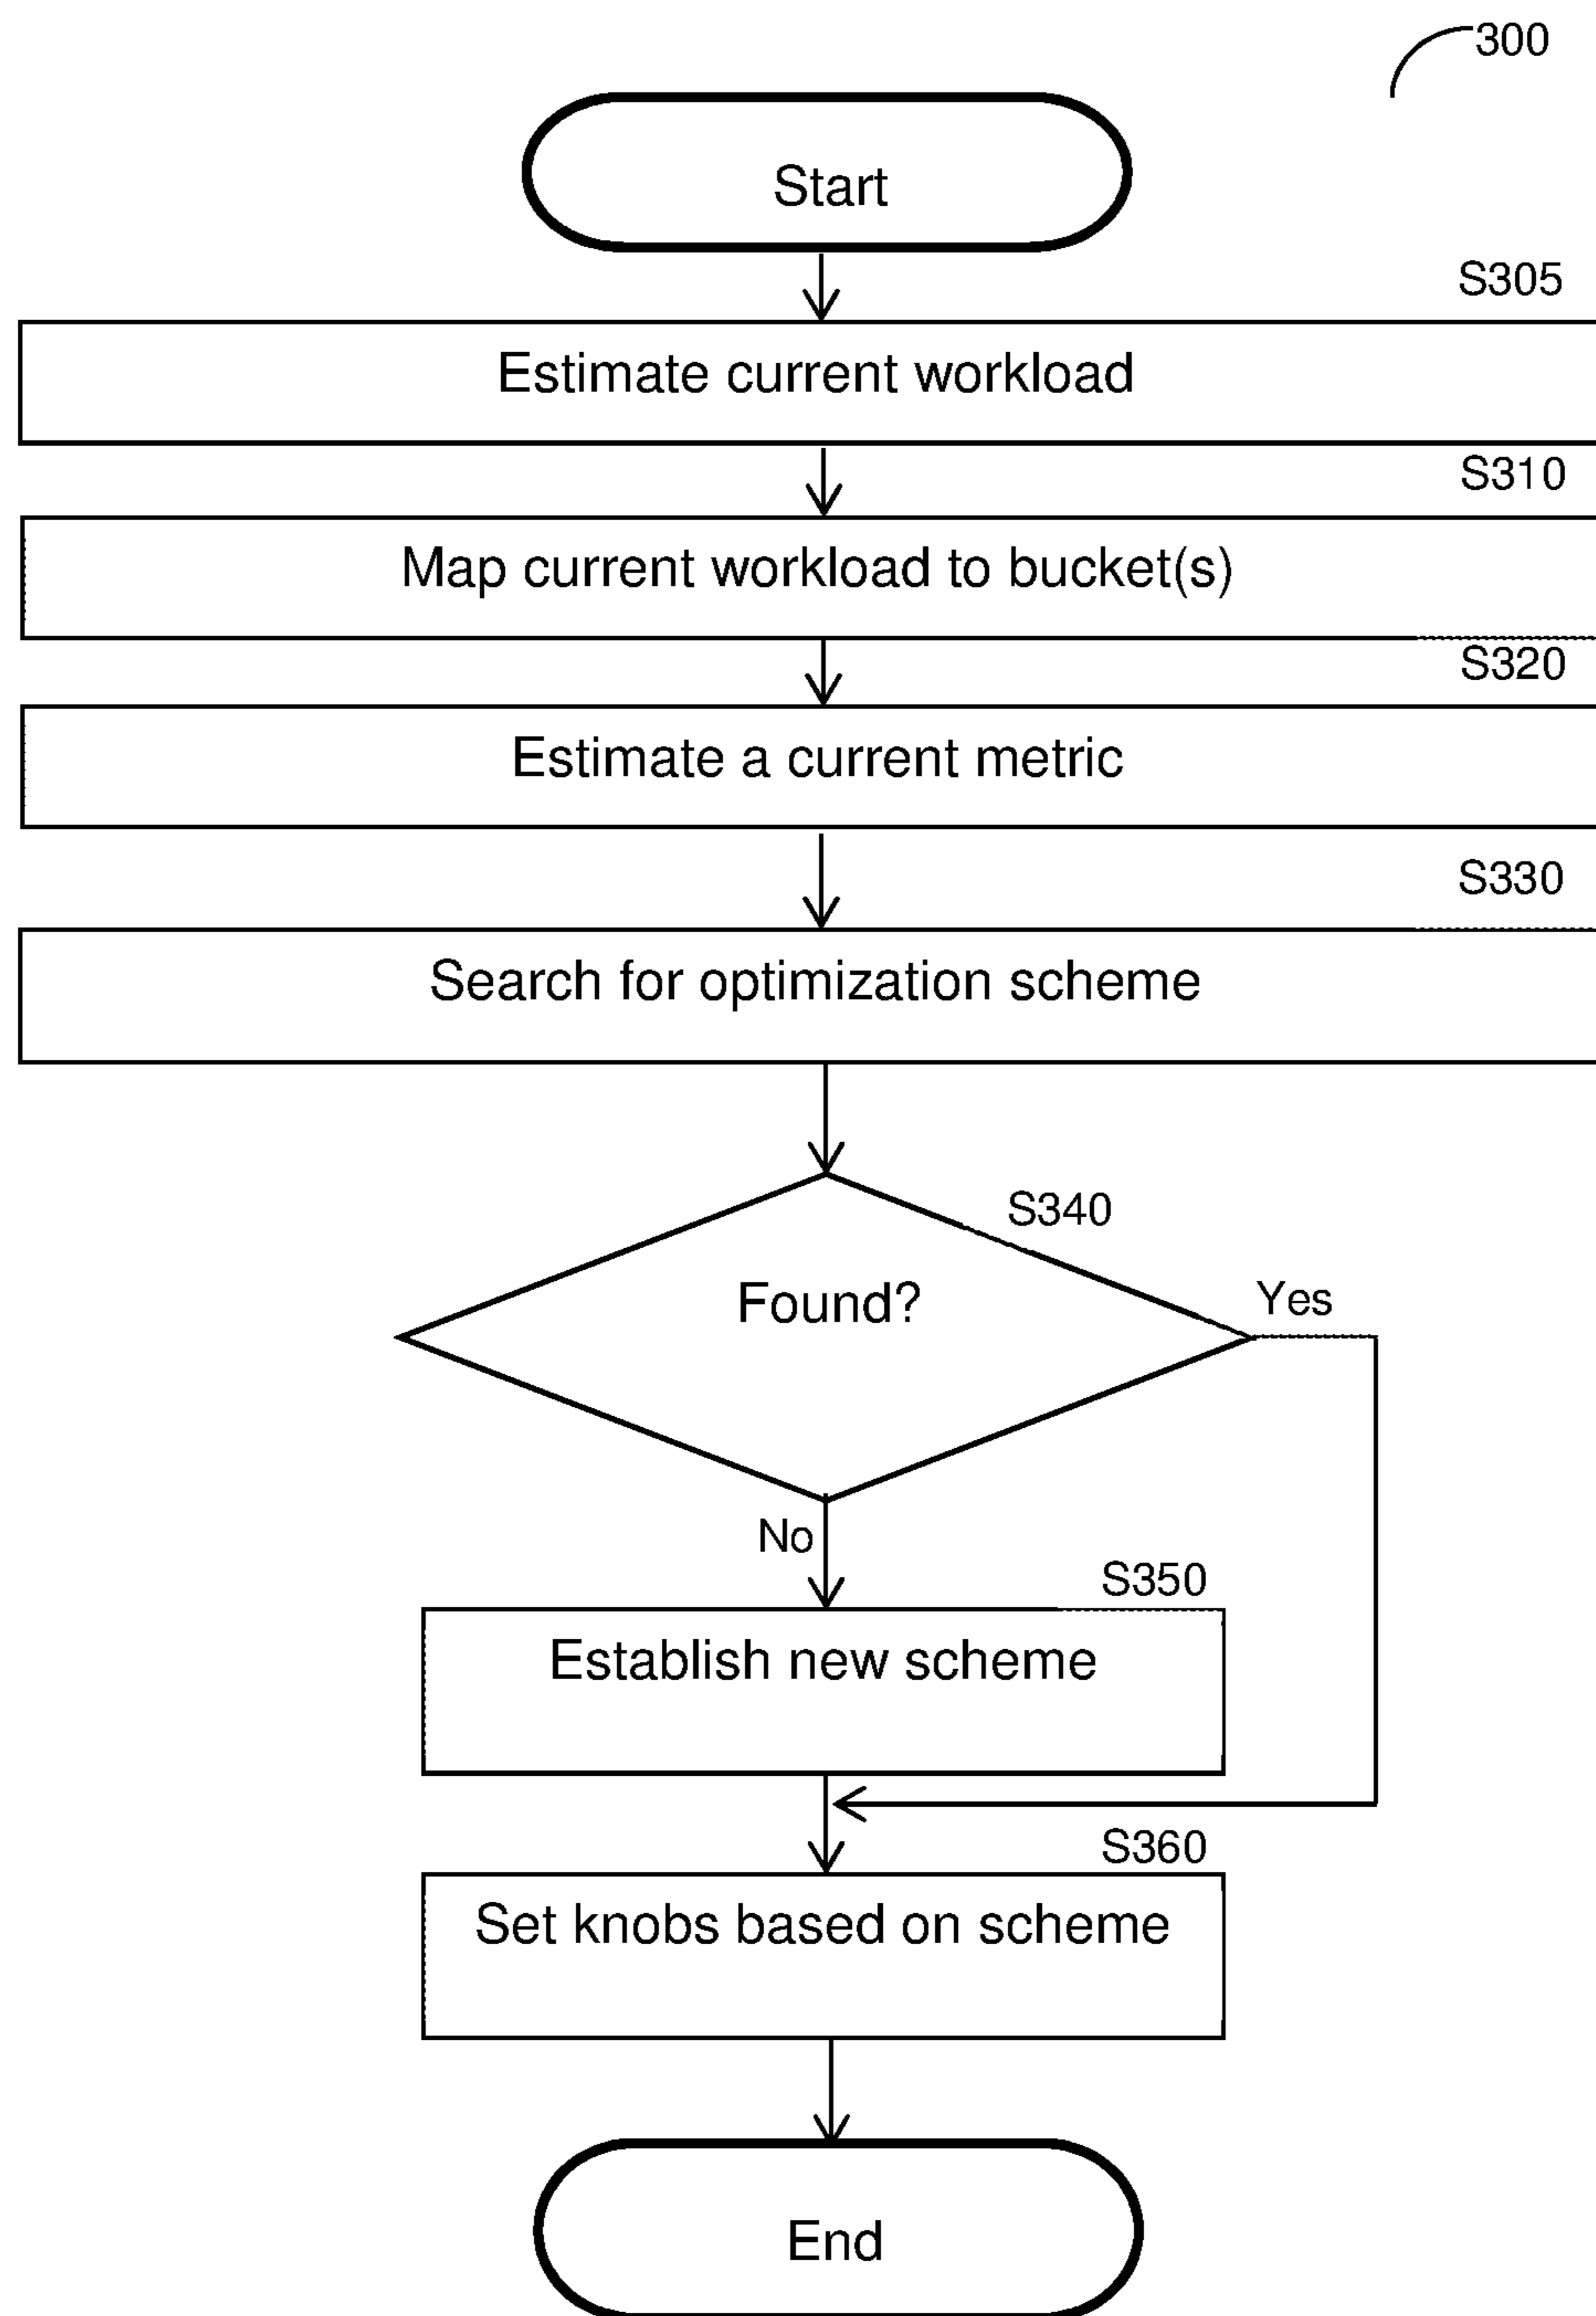 300
Start
S305
Estimate current workload
S310
Map current workload to bucket(s)
S320
Estimate a current metric
S330
Search for optimization scheme
S340
Found?
Yes
No
S350
Establish new scheme
S360
Set knobs based on scheme
End